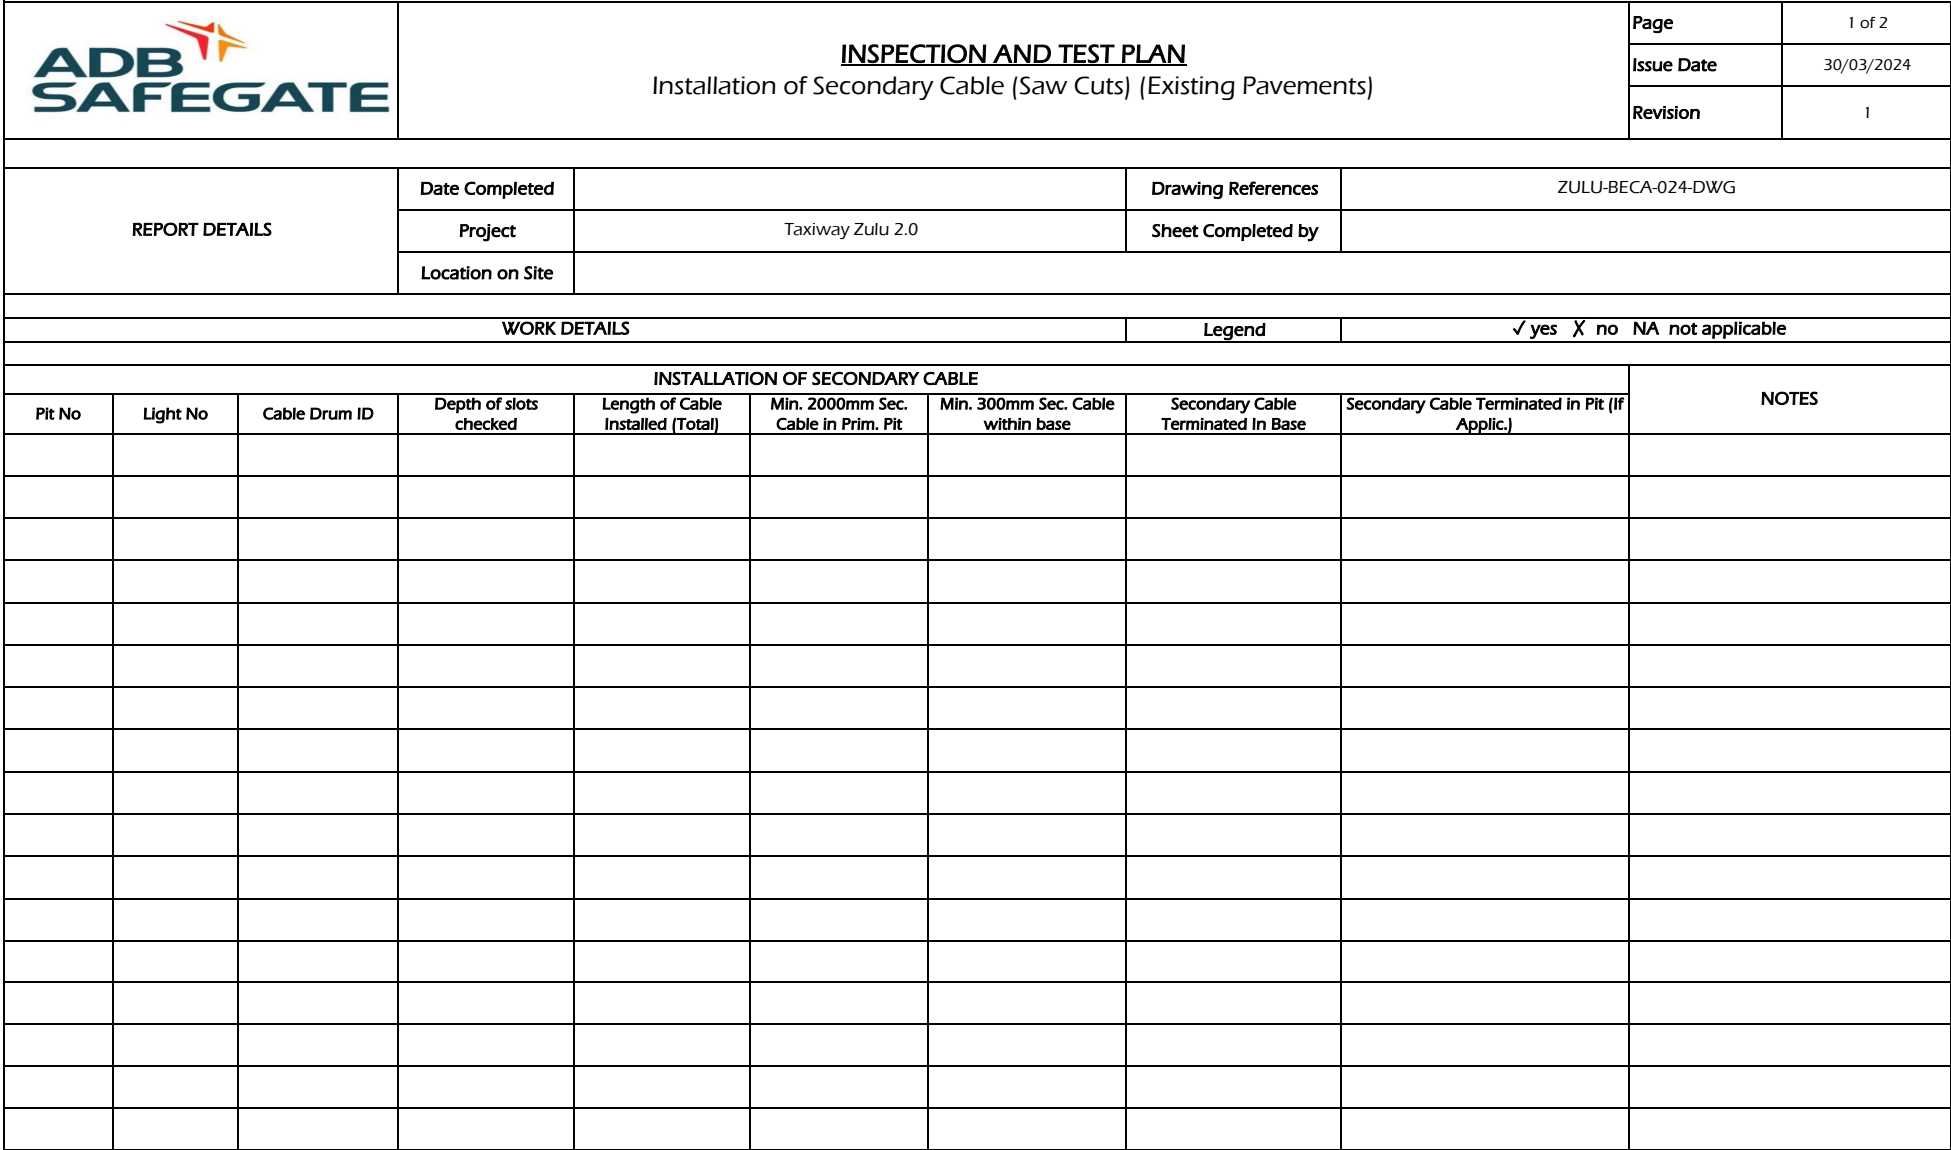 ADB
SAFEGATE
INSPECTION AND TEST PLAN
Installation of Secondary Cable (Saw Cuts) (Existing Pavements)
Page 1 of 2
Issue Date 30/03/2024
Revision 1
REPORT DETAILS
Date Completed
Drawing References ZULU-BECA-024-DWG
Project Taxiway Zulu 2.0
Sheet Completed by
Location on Site
WORK DETAILS
Legend
✓ yes ✗ no NA not applicable
INSTALLATION OF SECONDARY CABLE
NOTES
Pit No
Light No
Cable Drum ID
Depth of slots
checked
Length of Cable
Installed (Total)
Min. 2000mm Sec.
Cable in Prim. Pit
Min. 300mm Sec. Cable
within base
Secondary Cable
Terminated In Base
Secondary Cable Terminated in Pit (If
Applic.)